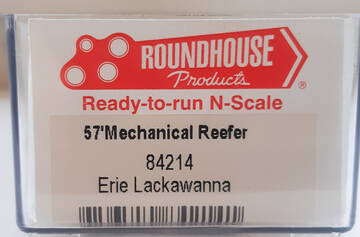 ROUNDHOUSE
Products
®
Ready-to-run N-Scale
57'Mechanical Reefer
84214
Erie Lackawanna